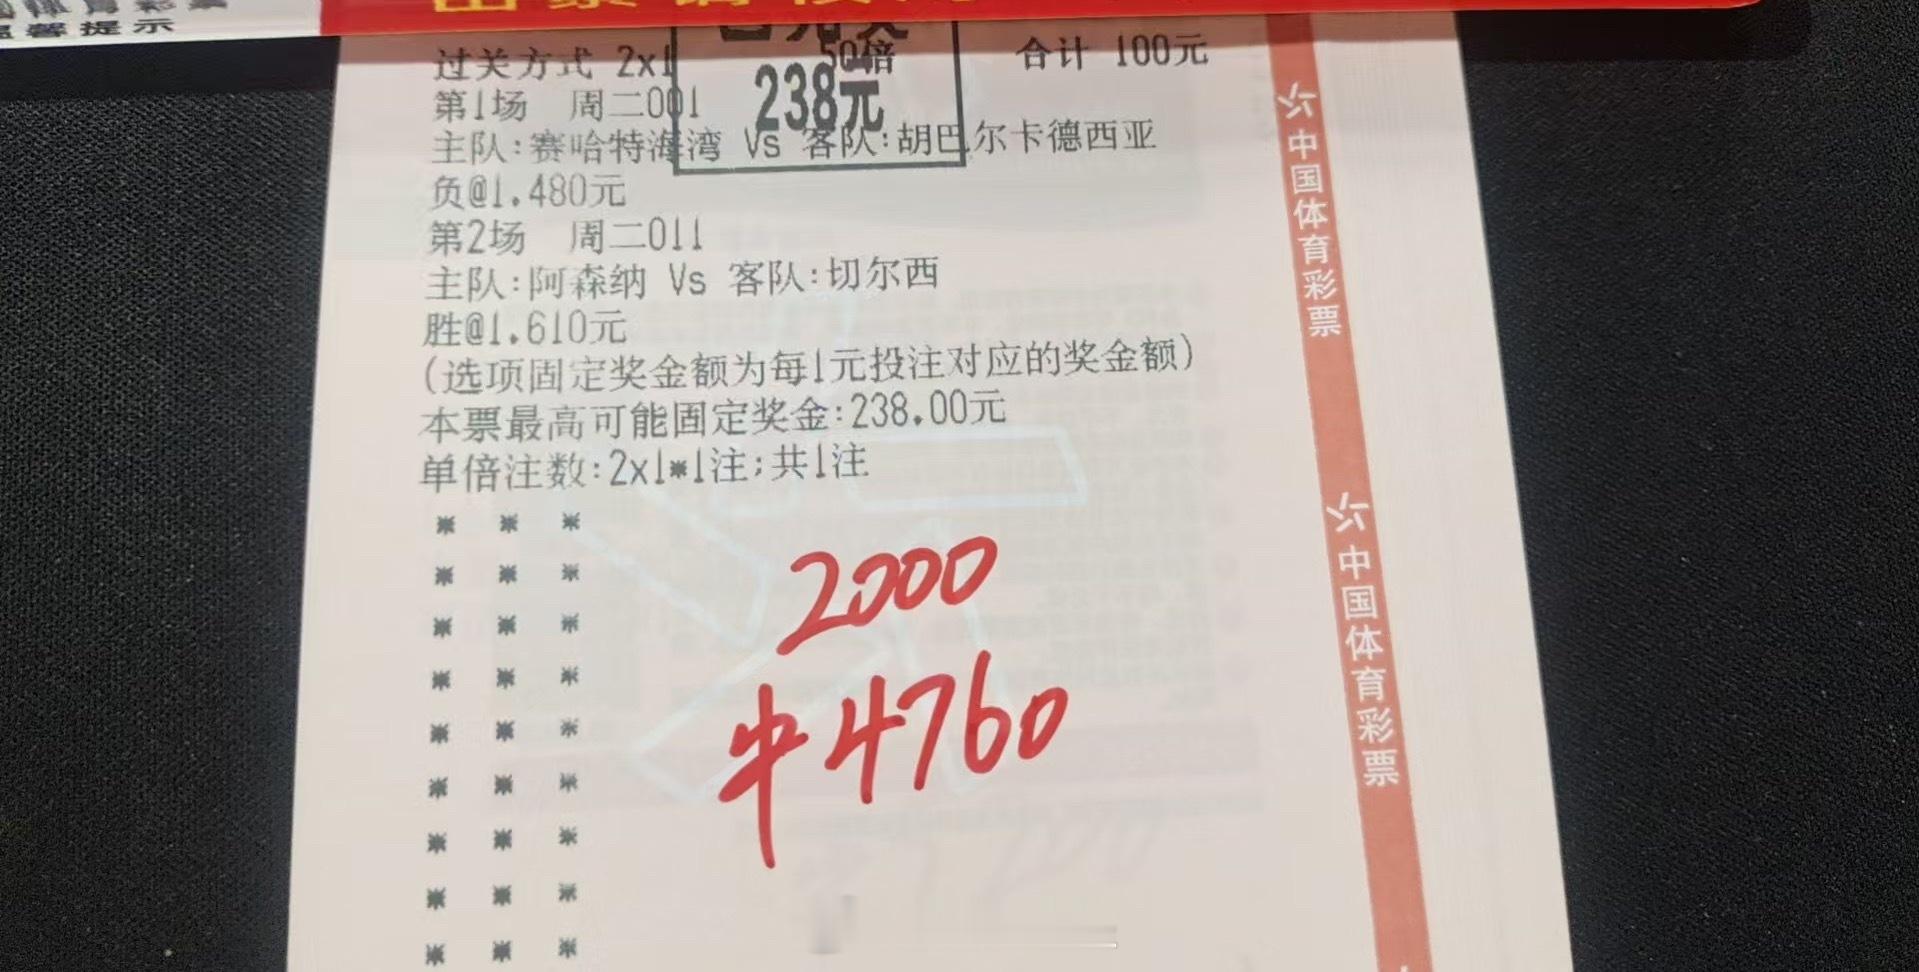 温馨提示
过关方式 2x1 50倍 合计 100元
238元
第1场 周二001
主队:赛哈特海湾 Vs 客队:胡巴尔卡德西亚
负@1.480元
第2场 周二011
主队:阿森纳 Vs 客队:切尔西
胜@1.610元
(选项固定奖金额为每1元投注对应的奖金额)
本票最高可能固定奖金:238.00元
单倍注数:2x1*1注;共1注
2000
中4760
中国体育彩票
中国体育彩票